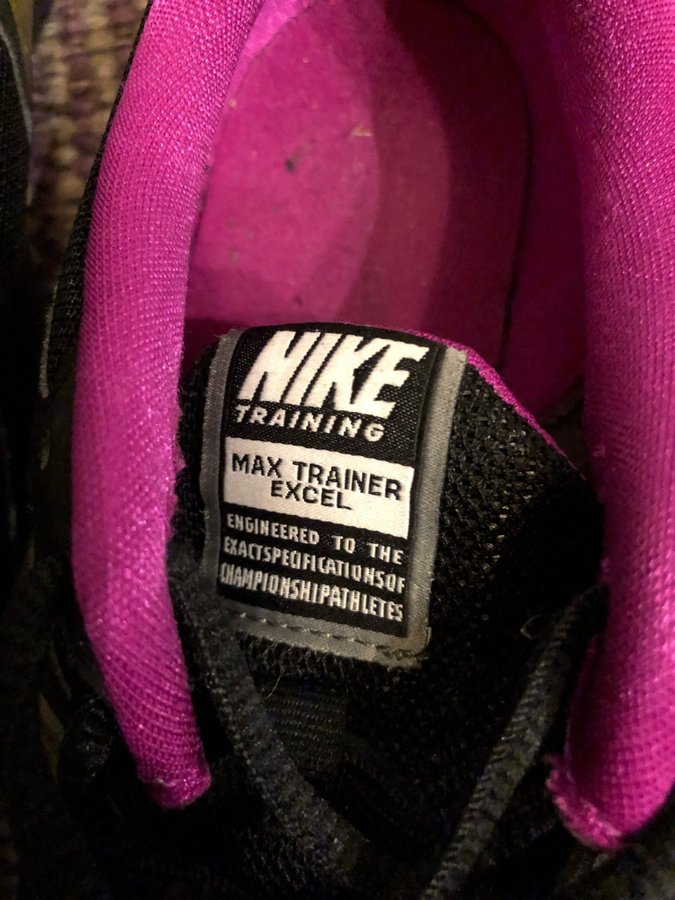 NIKE
TRAINING
MAX TRAINER
EXCEL
ENGINEERED TO THE
EXACTSPECIFICATIONSOF
CHAMPIONSHIPATHLETES